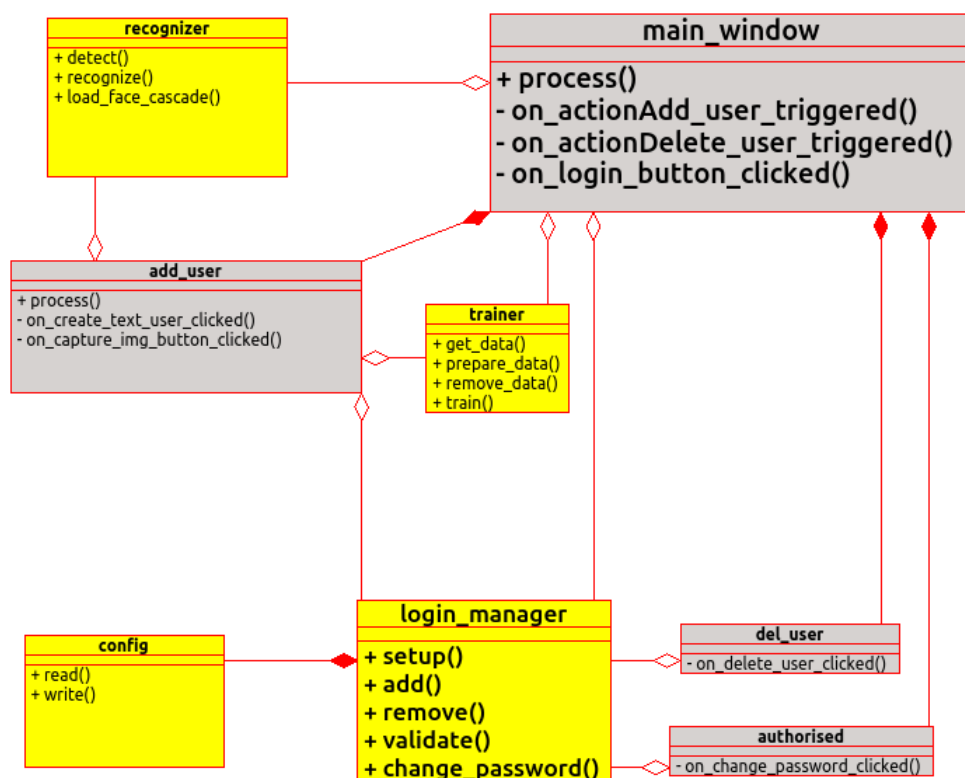 recognizer
+ detect()
+ recognize()
+ load_face_cascade()
main_window
+ process()
- on_actionAdd_user_triggered()
- on_actionDelete_user_triggered()
- on_login_button_clicked()
add_user
+ process()
- on_create_text_user_clicked()
- on_capture_img_button_clicked()
trainer
+ get_data()
+ prepare_data()
+ remove_data()
+ train()
config
+ read()
+ write()
login_manager
+ setup()
+ add()
+ remove()
+ validate()
+ change_password()
del_user
- on_delete_user_clicked()
authorised
- on_change_password_clicked()